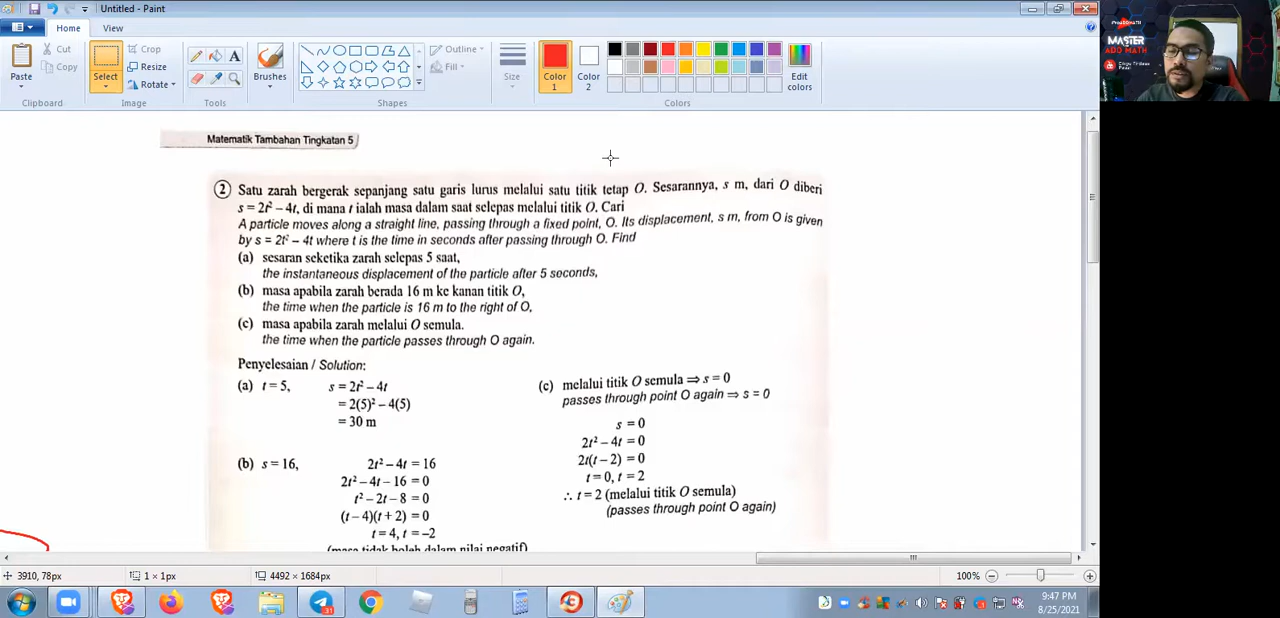 Untitled - Paint
Home
View
Paste
Cut
Copy
Clipboard
Select
Crop
Resize
Rotate
Image
Tools
Brushes
Outline
Fill
Shapes
Size
Color
1
Color
2
Colors
Edit
colors
MASTER
ADD MATH
Matematik Tambahan Tingkatan 5
2 Satu zarah bergerak sepanjang satu garis lurus melalui satu titik tetap O. Sesarannya, s m, dari O diberi
s = 2t² – 4t, di mana t ialah masa dalam saat selepas melalui titik O. Cari
A particle moves along a straight line, passing through a fixed point, O. Its displacement, s m, from O is given
by s = 2t² – 4t where t is the time in seconds after passing through O. Find
(a) sesaran seketika zarah selepas 5 saat,
the instantaneous displacement of the particle after 5 seconds,
(b) masa apabila zarah berada 16 m ke kanan titik O,
the time when the particle is 16 m to the right of O,
(c) masa apabila zarah melalui O semula.
the time when the particle passes through O again.
Penyelesaian / Solution:
(a) t = 5, s = 2t² – 4t
= 2(5)² – 4(5)
= 30 m
(b) s = 16, 2t² – 4t = 16
2t² – 4t – 16 = 0
t² – 2t – 8 = 0
(t – 4)(t + 2) = 0
t = 4, t = –2
(masa tidak boleh dalam nilai negatif)
(c) melalui titik O semula ⇒ s = 0
passes through point O again ⇒ s = 0
s = 0
2t² – 4t = 0
2t(t – 2) = 0
t = 0, t = 2
∴ t = 2 (melalui titik O semula)
(passes through point O again)
3910, 78px
1 × 1px
4492 × 1684px
100%
9:47 PM
8/25/2021